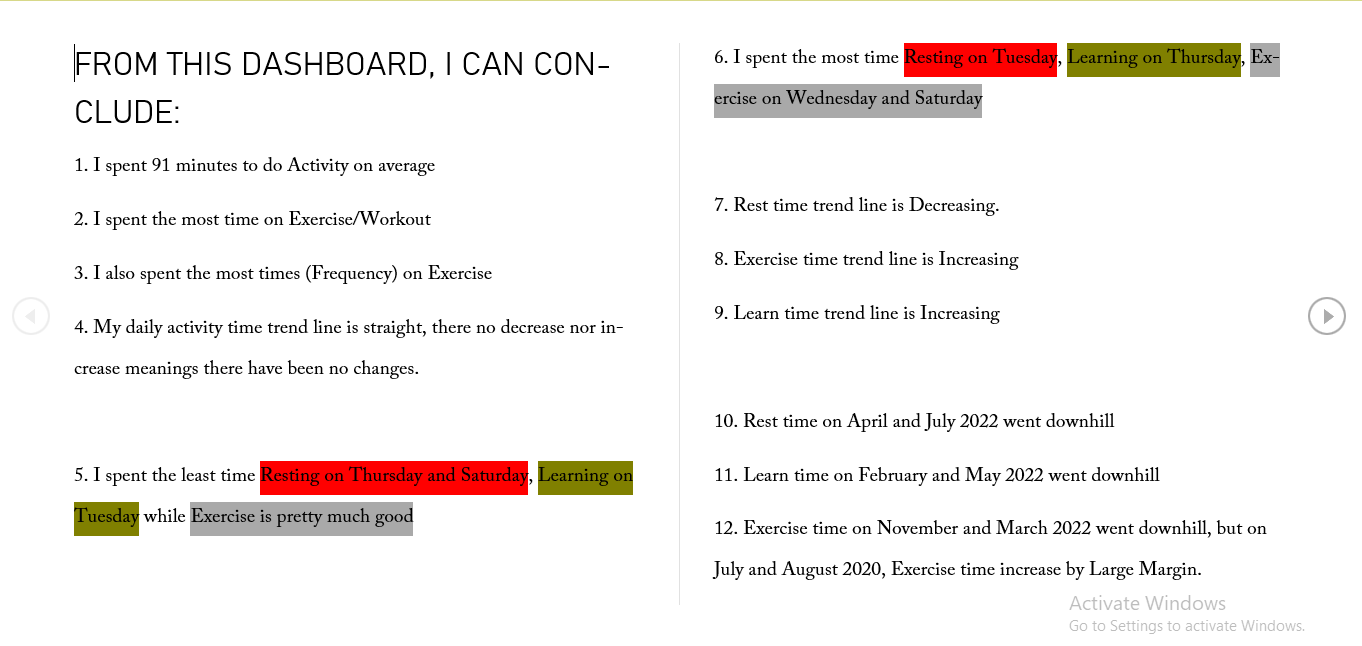 FROM THIS DASHBOARD, I CAN CON-
CLUDE:
1. I spent 91 minutes to do Activity on average
2. I spent the most time on Exercise/Workout
3. I also spent the most times (Frequency) on Exercise
4. My daily activity time trend line is straight, there no decrease nor in-
crease meanings there have been no changes.
5. I spent the least time Resting on Thursday and Saturday, Learning on
Tuesday while Exercise is pretty much good
6. I spent the most time Resting on Tuesday, Learning on Thursday, Ex-
ercise on Wednesday and Saturday
7. Rest time trend line is Decreasing.
8. Exercise time trend line is Increasing
9. Learn time trend line is Increasing
10. Rest time on April and July 2022 went downhill
11. Learn time on February and May 2022 went downhill
12. Exercise time on November and March 2022 went downhill, but on
July and August 2020, Exercise time increase by Large Margin.
Activate Windows
Go to Settings to activate Windows.